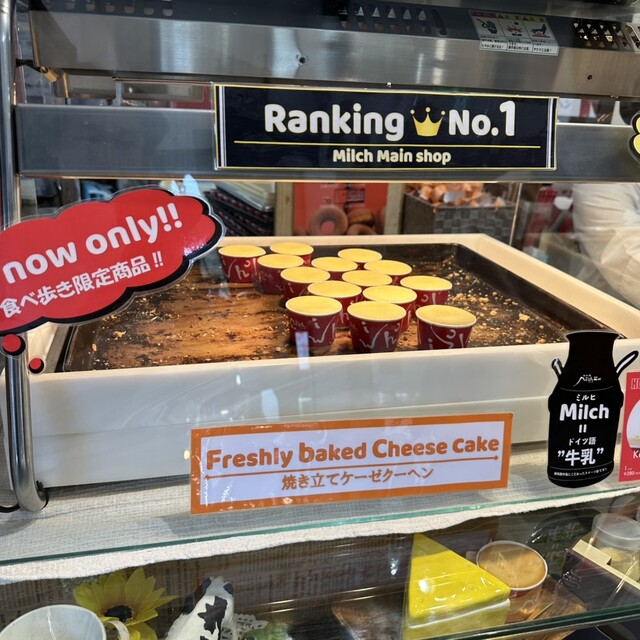 Ranking No.1
Milch Main shop
now only!!
食べ歩き限定商品!!
Freshly baked Cheese Cake
焼き立てケーゼクーヘン
ミルヒ
Milch
=
ドイツ語
"牛乳"